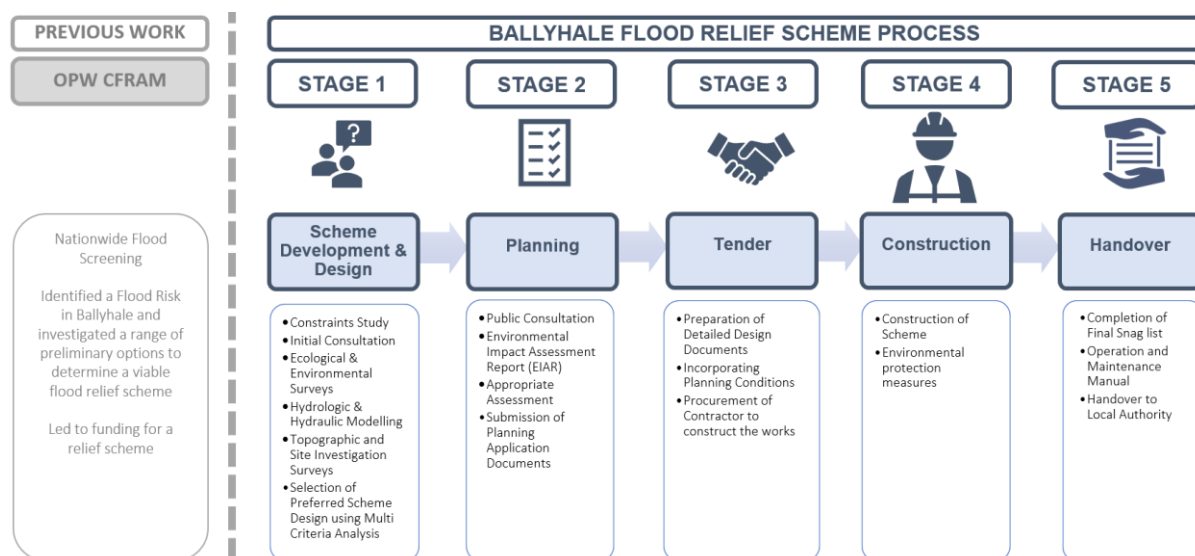 PREVIOUS WORK
OPW CFRAM
Nationwide Flood
Screening
Identified a Flood Risk
in Ballyhale and
investigated a range of
preliminary options to
determine a viable
flood relief scheme
Led to funding for a
relief scheme
BALLYHALE FLOOD RELIEF SCHEME PROCESS
STAGE 1
?
Scheme
Development &
Design
•Constraints Study
•Initial Consultation
•Ecological &
Environmental
Surveys
•Hydrologic &
Hydraulic Modelling
•Topographic and
Site Investigation
Surveys
•Selection of
Preferred Scheme
Design using Multi
Criteria Analysis
STAGE 2
Planning
•Public Consultation
•Environmental
Impact Assessment
Report (EIAR)
•Appropriate
Assessment
•Submission of
Planning
Application
Documents
STAGE 3
Tender
•Preparation of
Detailed Design
Documents
•Incorporating
Planning Conditions
•Procurement of
Contractor to
construct the works
STAGE 4
Construction
•Construction of
Scheme
•Environmental
protection
measures
STAGE 5
Handover
•Completion of
Final Snag list
•Operation and
Maintenance
Manual
•Handover to
Local Authority